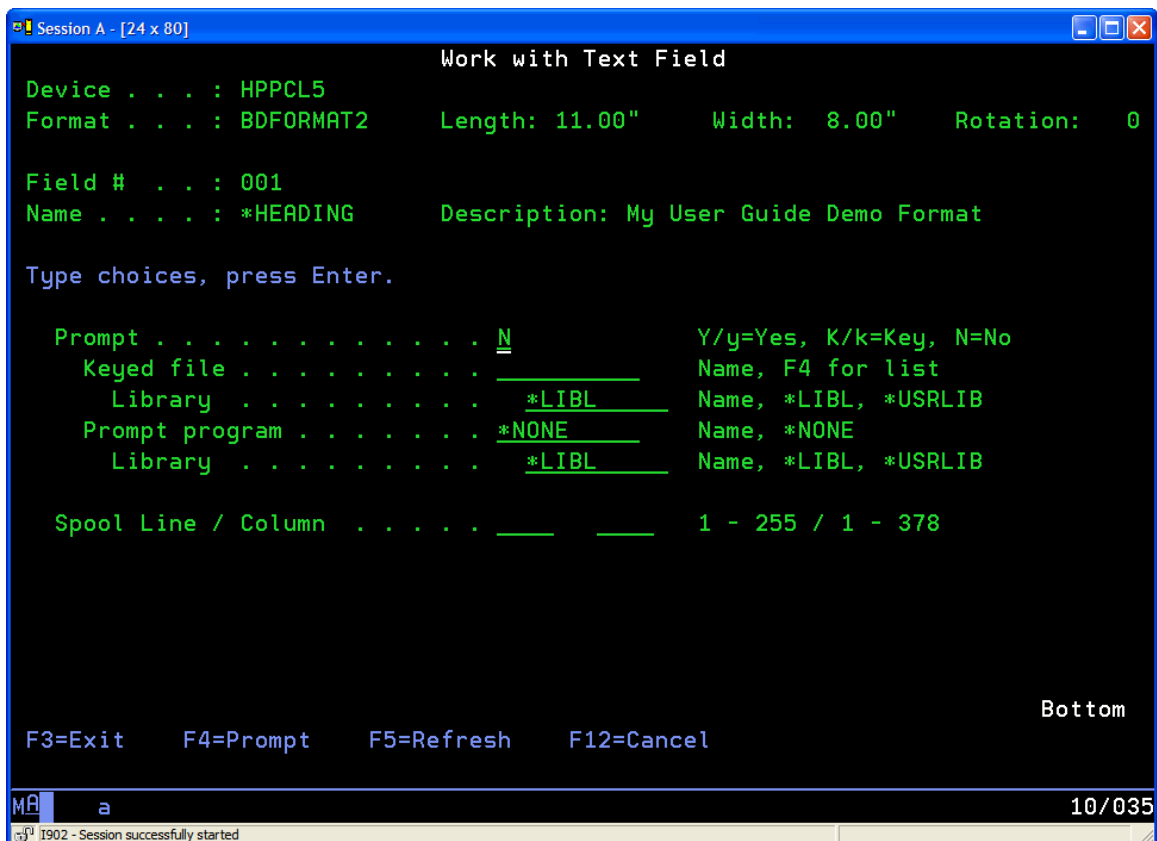 Session A - [24 x 80]
Work with Text Field
Device . . . : HPPCL5
Format . . . : BDFORMAT2 Length: 11.00" Width: 8.00" Rotation: 0
Field # . . : 001
Name . . . . : *HEADING Description: My User Guide Demo Format
Type choices, press Enter.
Prompt . . . . . . . . . . . . N Y/y=Yes, K/k=Key, N=No
Keyed file . . . . . . . . . Name, F4 for list
Library . . . . . . . . . *LIBL Name, *LIBL, *USRLIB
Prompt program . . . . . . . *NONE Name, *NONE
Library . . . . . . . . . *LIBL Name, *LIBL, *USRLIB
Spool Line / Column . . . . . 1 - 255 / 1 - 378
Bottom
F3=Exit F4=Prompt F5=Refresh F12=Cancel
MA a 10/035
I902 - Session successfully started